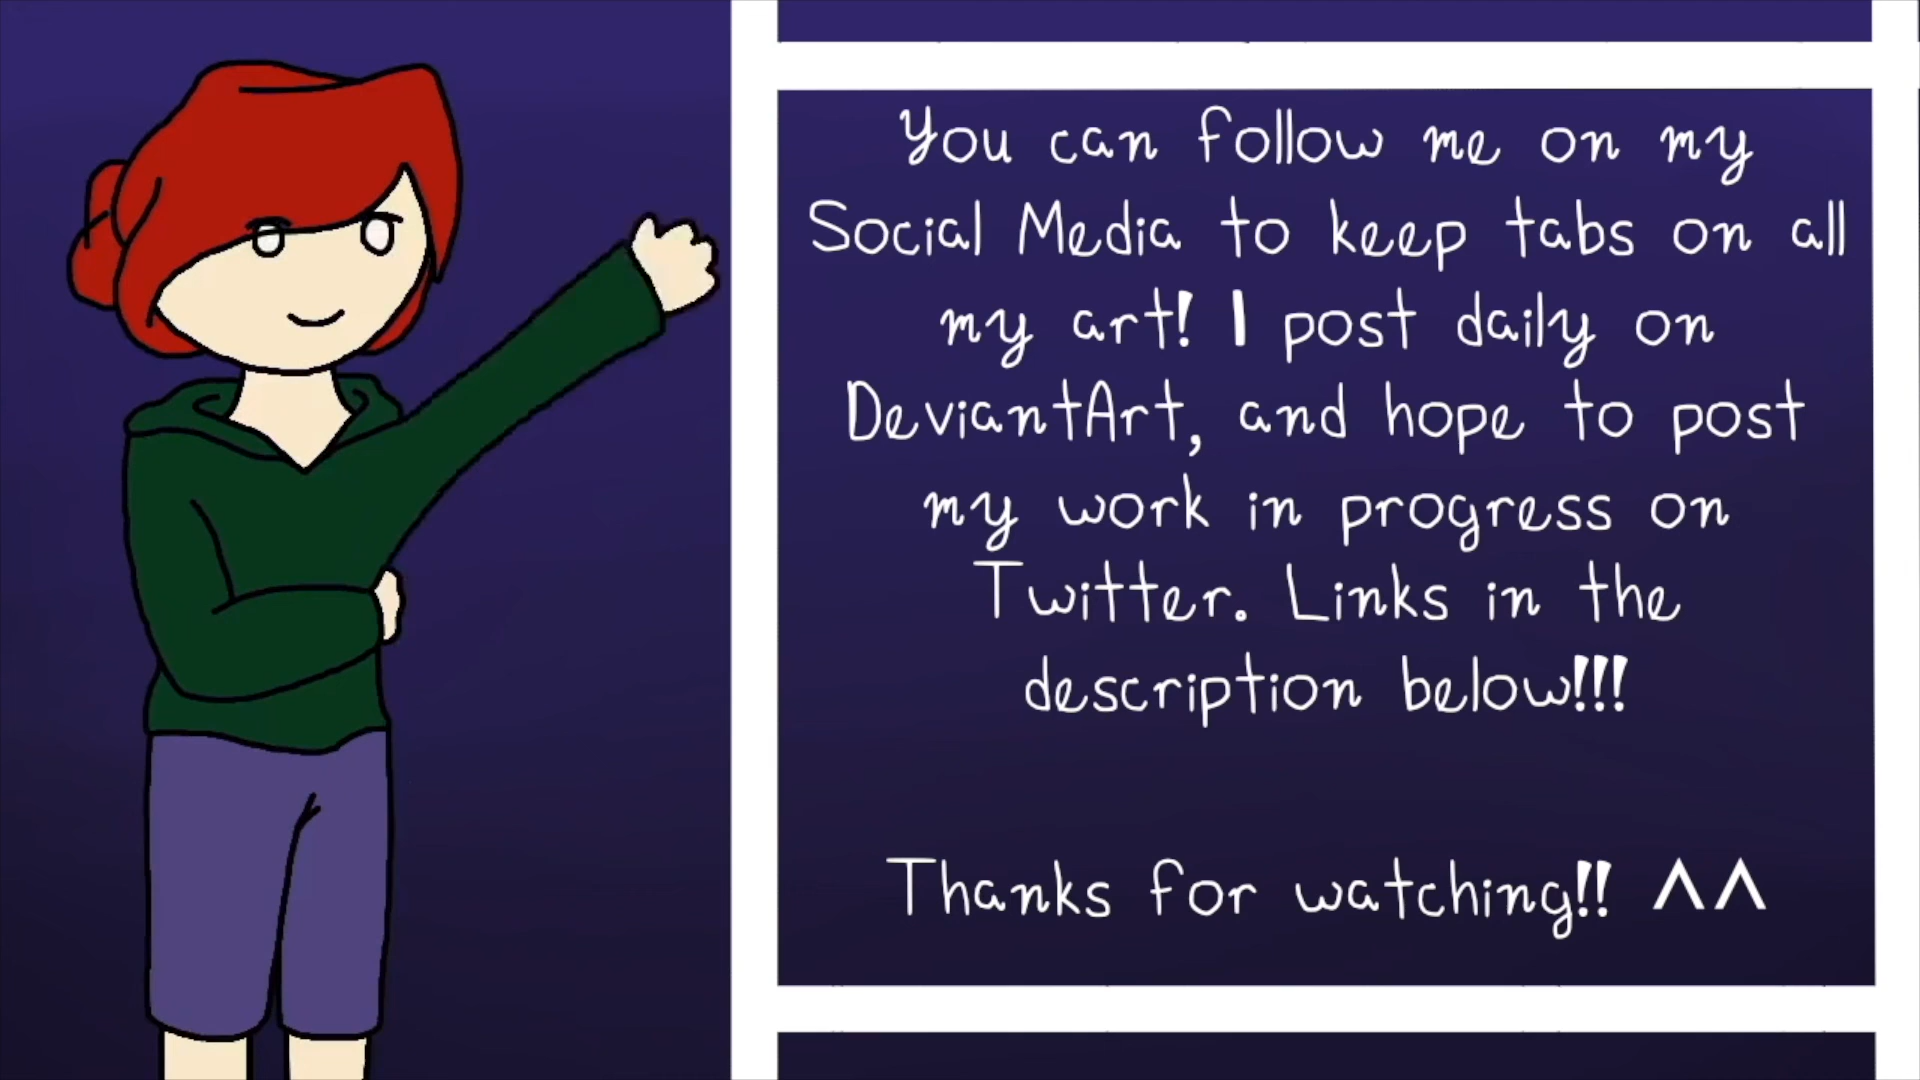 You can follow me on my
Social Media to keep tabs on all
my art! I post daily on
DeviantArt, and hope to post
my work in progress on
Twitter. Links in the
description below!!!
Thanks for watching!! ^^